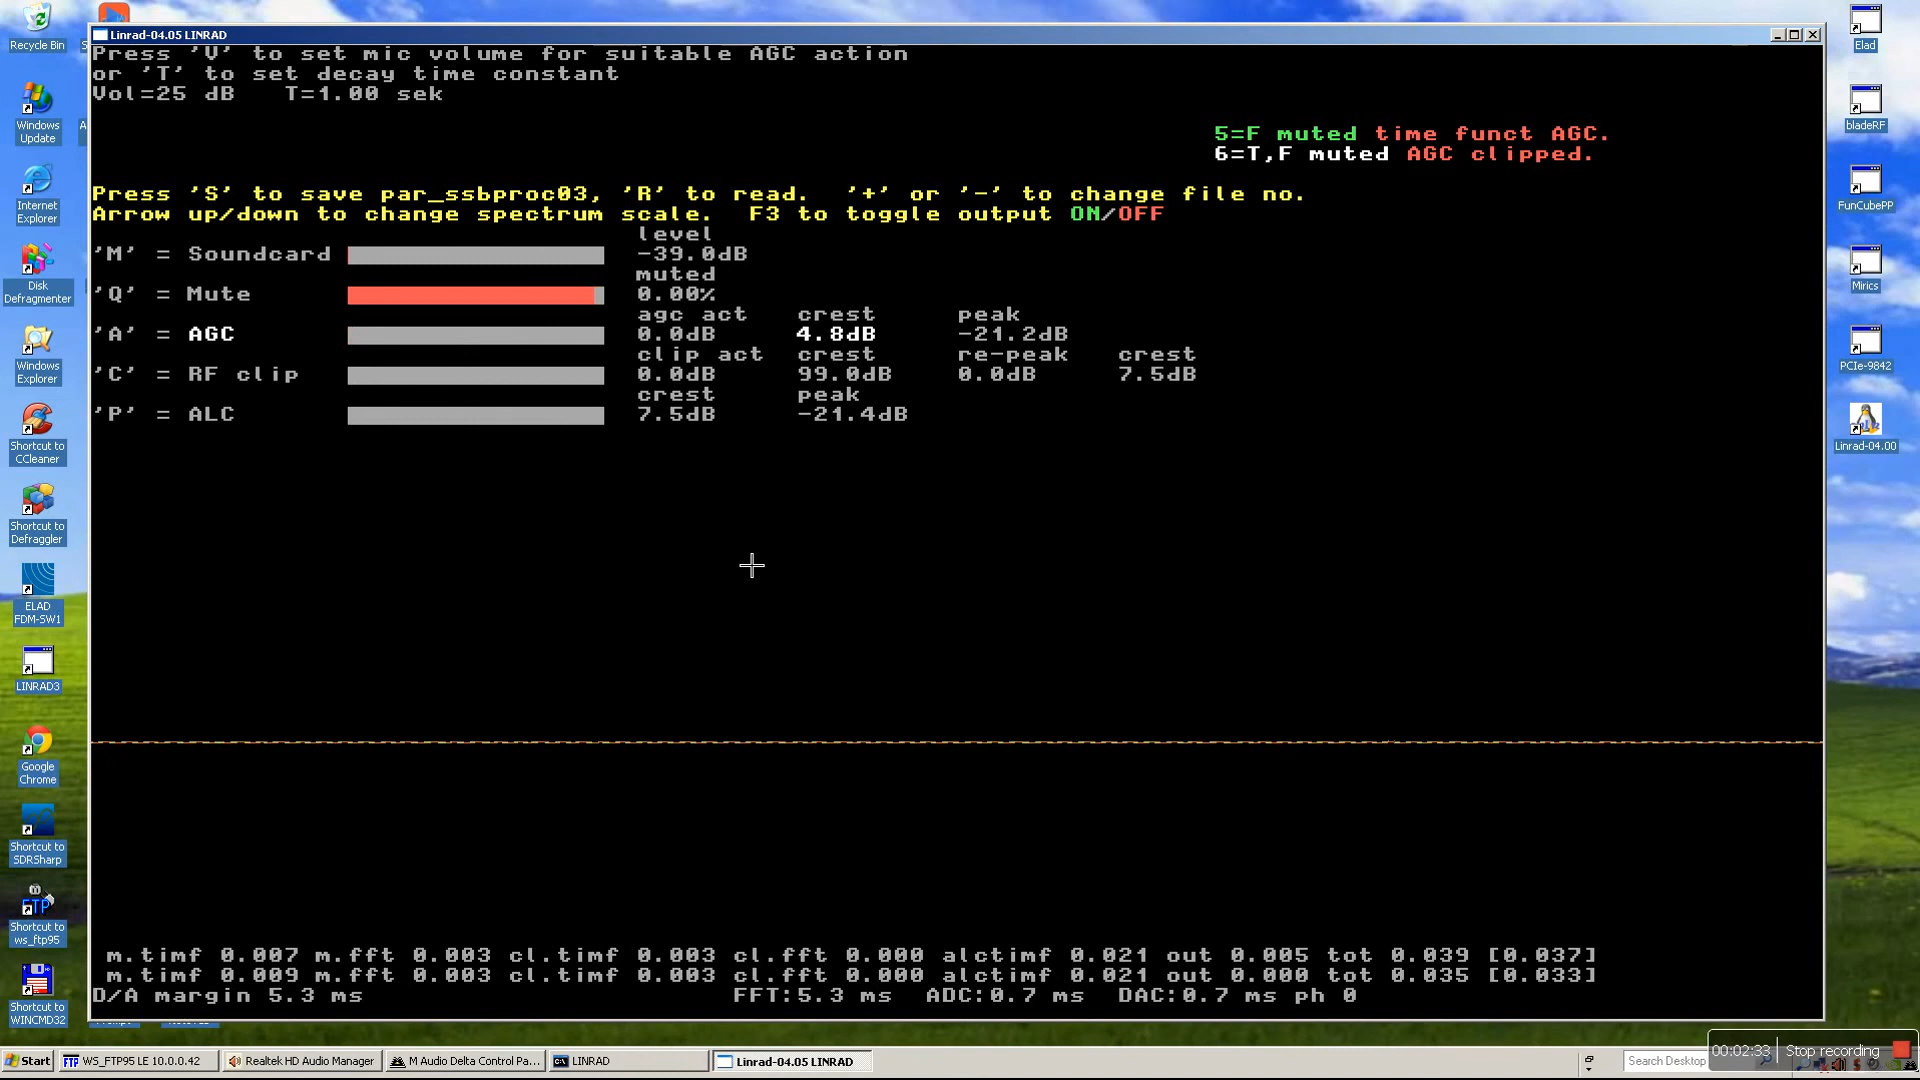 Linrad-04.05 LINRAD
Press 'V' to set mic volume for suitable AGC action
or 'T' to set decay time constant
Vol=25 dB T=1.00 sek
5=F muted time funct AGC.
6=T,F muted AGC clipped.
Press 'S' to save par_ssbproc03, 'R' to read. '+' or '-' to change file no.
Arrow up/down to change spectrum scale. F3 to toggle output ON/OFF
level
'M' = Soundcard -39.0dB
muted
'Q' = Mute 0.00%
agc act crest peak
'A' = AGC 0.0dB 4.8dB -21.2dB
clip act crest re-peak crest
'C' = RF clip 0.0dB 99.0dB 0.0dB 7.5dB
crest peak
'P' = ALC 7.5dB -21.4dB
m.timf 0.007 m.fft 0.003 cl.timf 0.003 cl.fft 0.000 alctimf 0.021 out 0.005 tot 0.039 [0.037]
m.timf 0.009 m.fft 0.003 cl.timf 0.003 cl.fft 0.000 alctimf 0.021 out 0.000 tot 0.035 [0.033]
D/A margin 5.3 ms FFT:5.3 ms ADC:0.7 ms DAC:0.7 ms ph 0
Recycle Bin
Windows
Update
Internet
Explorer
Disk
Defragmenter
Windows
Explorer
Shortcut to
CCleaner
Shortcut to
Defraggler
ELAD
FDM-SW1
LINRAD3
Google
Chrome
Shortcut to
SDRSharp
FTP
Shortcut to
ws_ftp95
Shortcut to
WINCMD32
Elad
bladeRF
FunCubePP
Mirics
PCIe-9842
Linrad-04.00
Start
FTP WS_FTP95 LE 10.0.0.42
Realtek HD Audio Manager
M Audio Delta Control Pa...
LINRAD
Linrad-04.05 LINRAD
Search Desktop
00:02:33 Stop recording